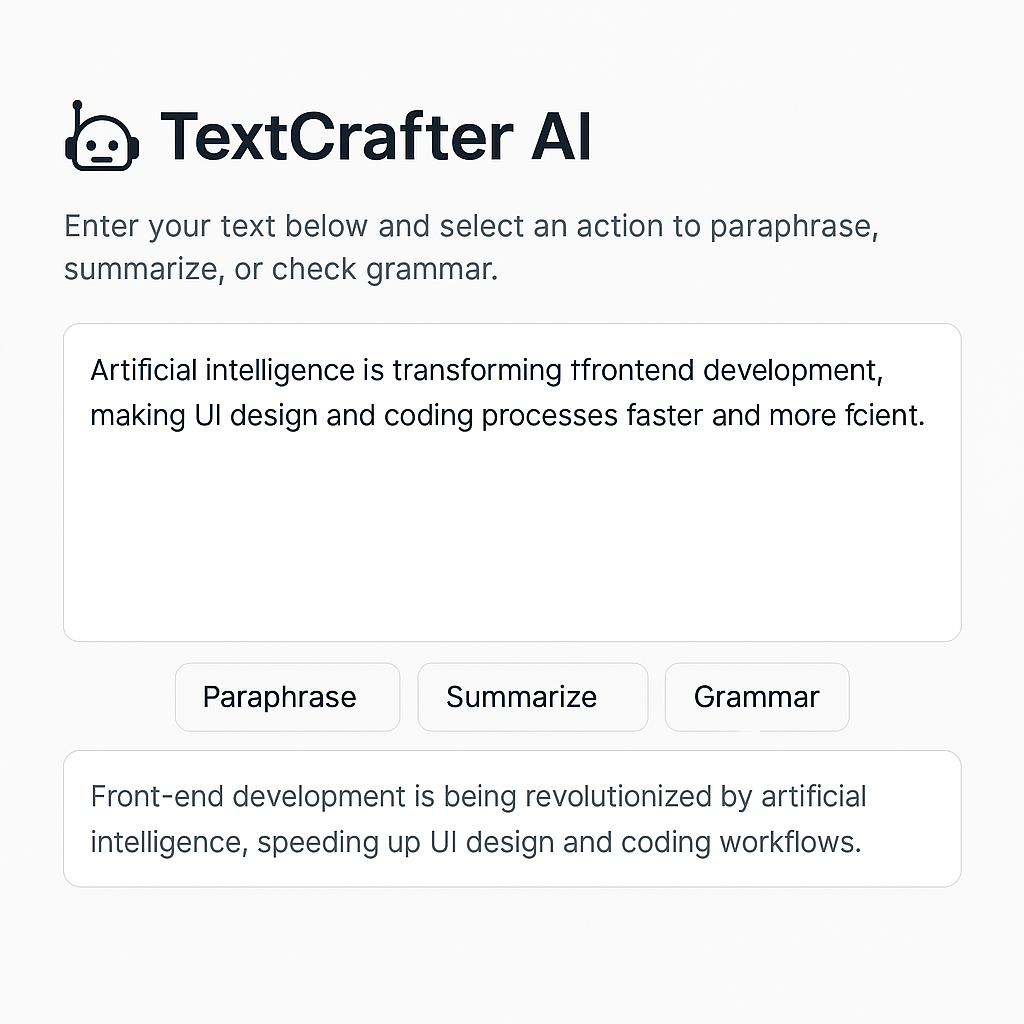 TextCrafter AI
Enter your text below and select an action to paraphrase,
summarize, or check grammar.
Artificial intelligence is transforming tfrontend development,
making UI design and coding processes faster and more fcient.
Paraphrase
Summarize
Grammar
Front-end development is being revolutionized by artificial
intelligence, speeding up UI design and coding workflows.